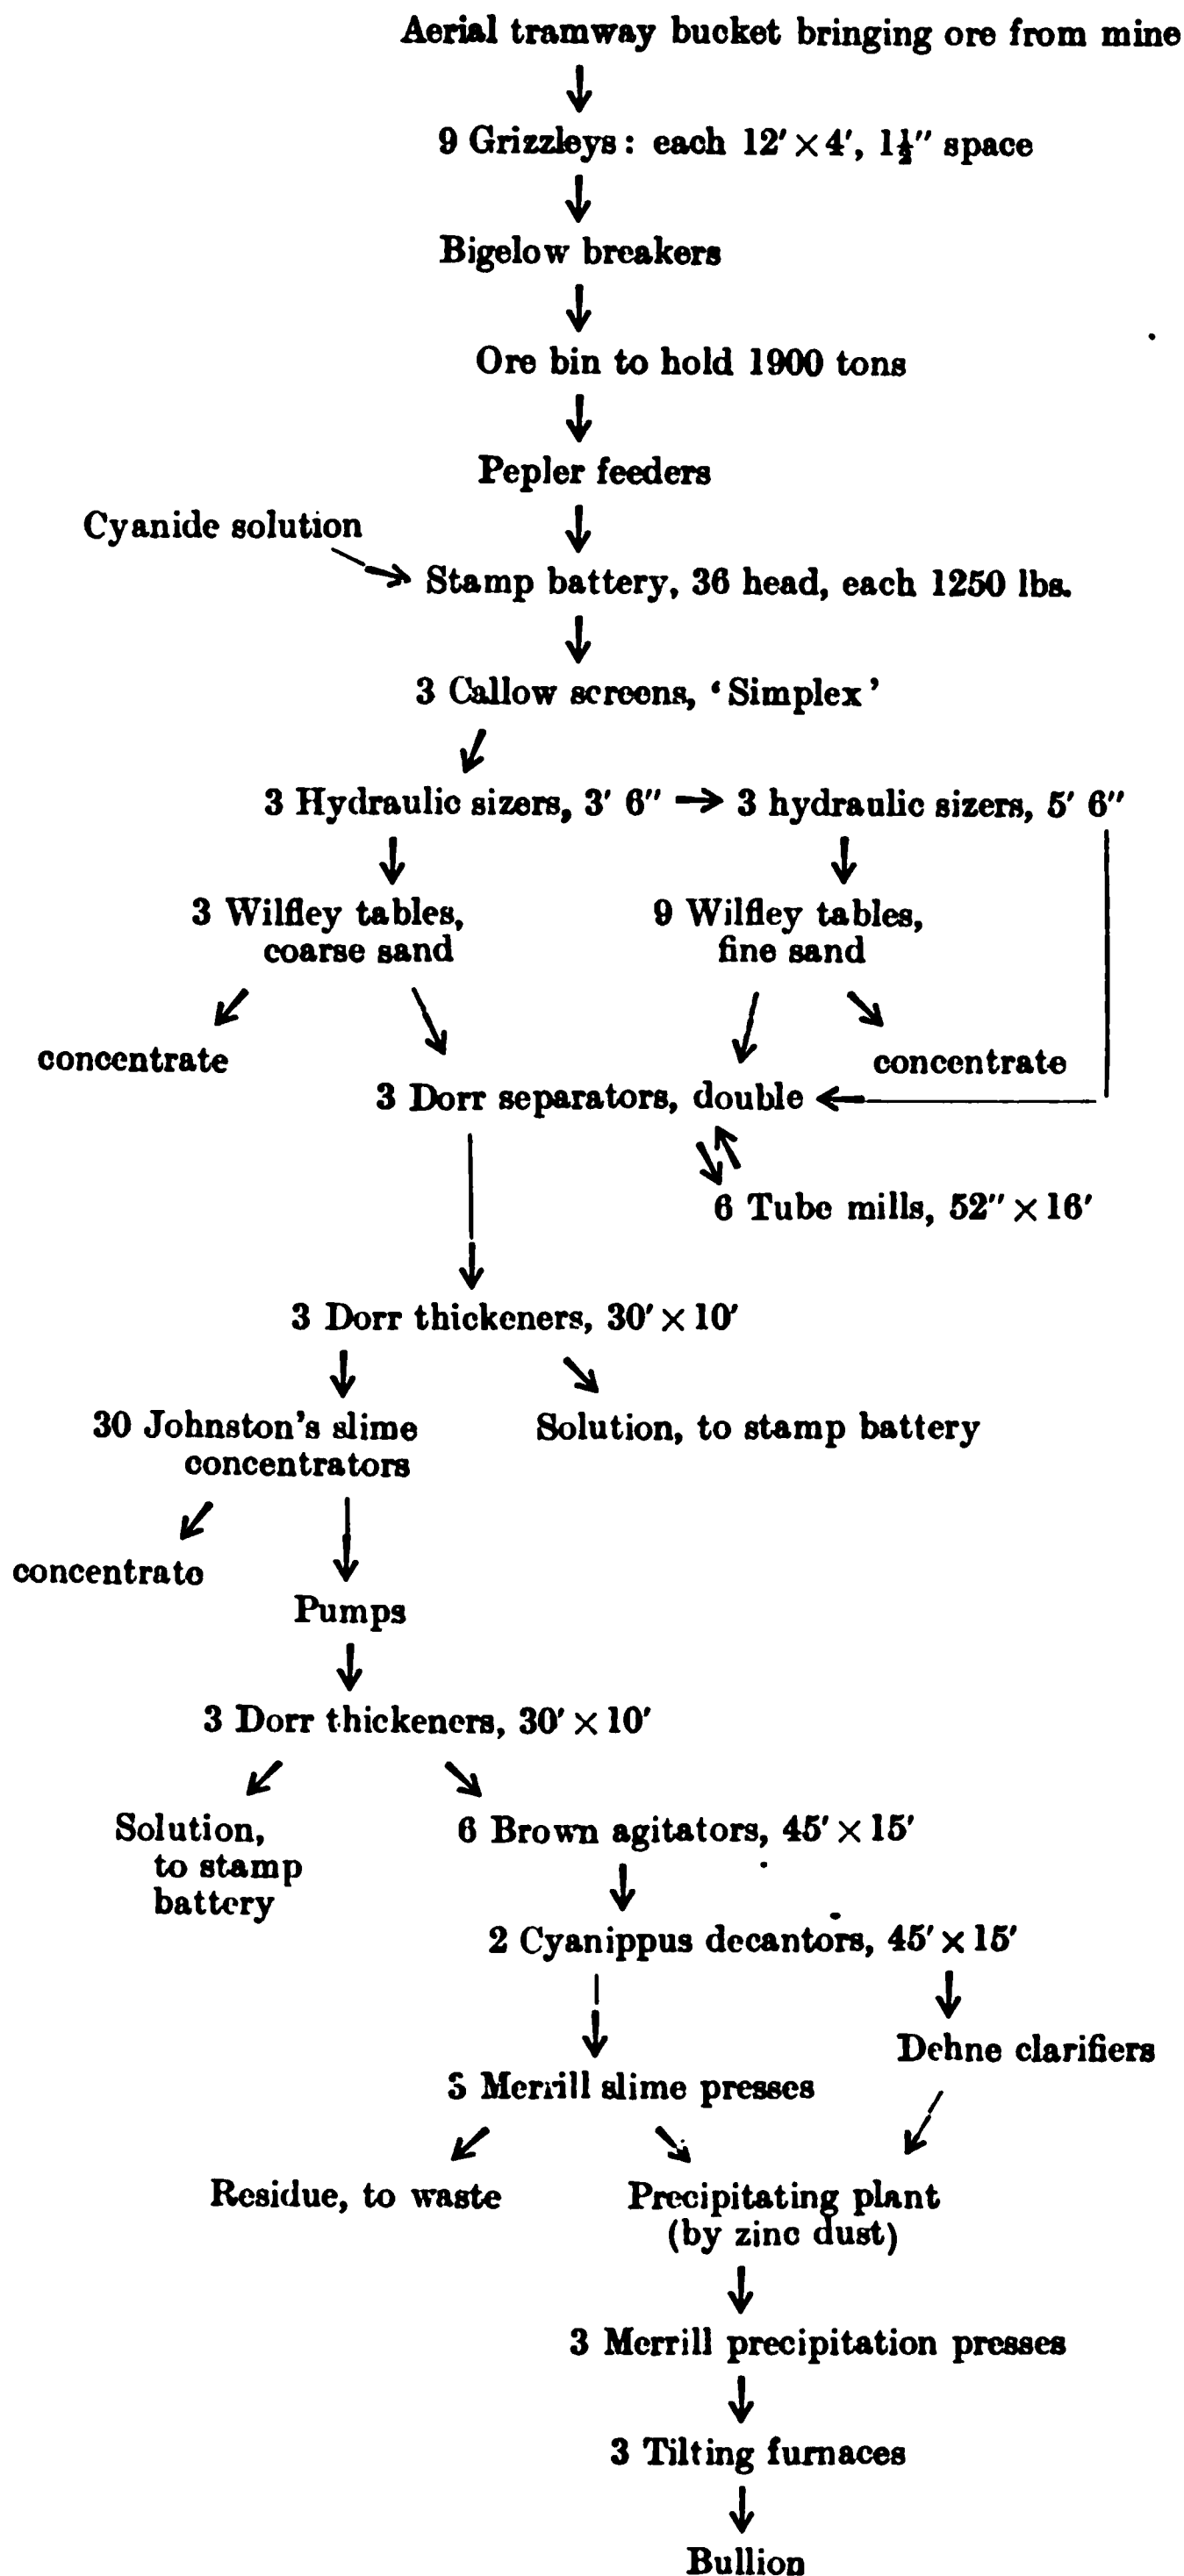 Aerial tramway bucket bringing ore from mine
9 Grizzleys: each 12′ × 4′, 1½″ space
Bigelow breakers
Ore bin to hold 1900 tons
Pepler feeders
Cyanide solution
Stamp battery, 36 head, each 1250 lbs.
3 Callow screens, ‘Simplex’
3 Hydraulic sizers, 3′ 6″ → 3 hydraulic sizers, 5′ 6″
3 Wilfley tables,
coarse sand
9 Wilfley tables,
fine sand
concentrate
concentrate
3 Dorr separators, double
6 Tube mills, 52″ × 16′
3 Dorr thickeners, 30′ × 10′
30 Johnston's slime
concentrators
Solution, to stamp battery
concentrate
Pumps
3 Dorr thickeners, 30′ × 10′
Solution,
to stamp
battery
6 Brown agitators, 45′ × 15′
2 Cyanippus decantors, 45′ × 15′
Dehne clarifiers
Merrill slime presses
Residue, to waste
Precipitating plant
(by zinc dust)
3 Merrill precipitation presses
3 Tilting furnaces
Bullion